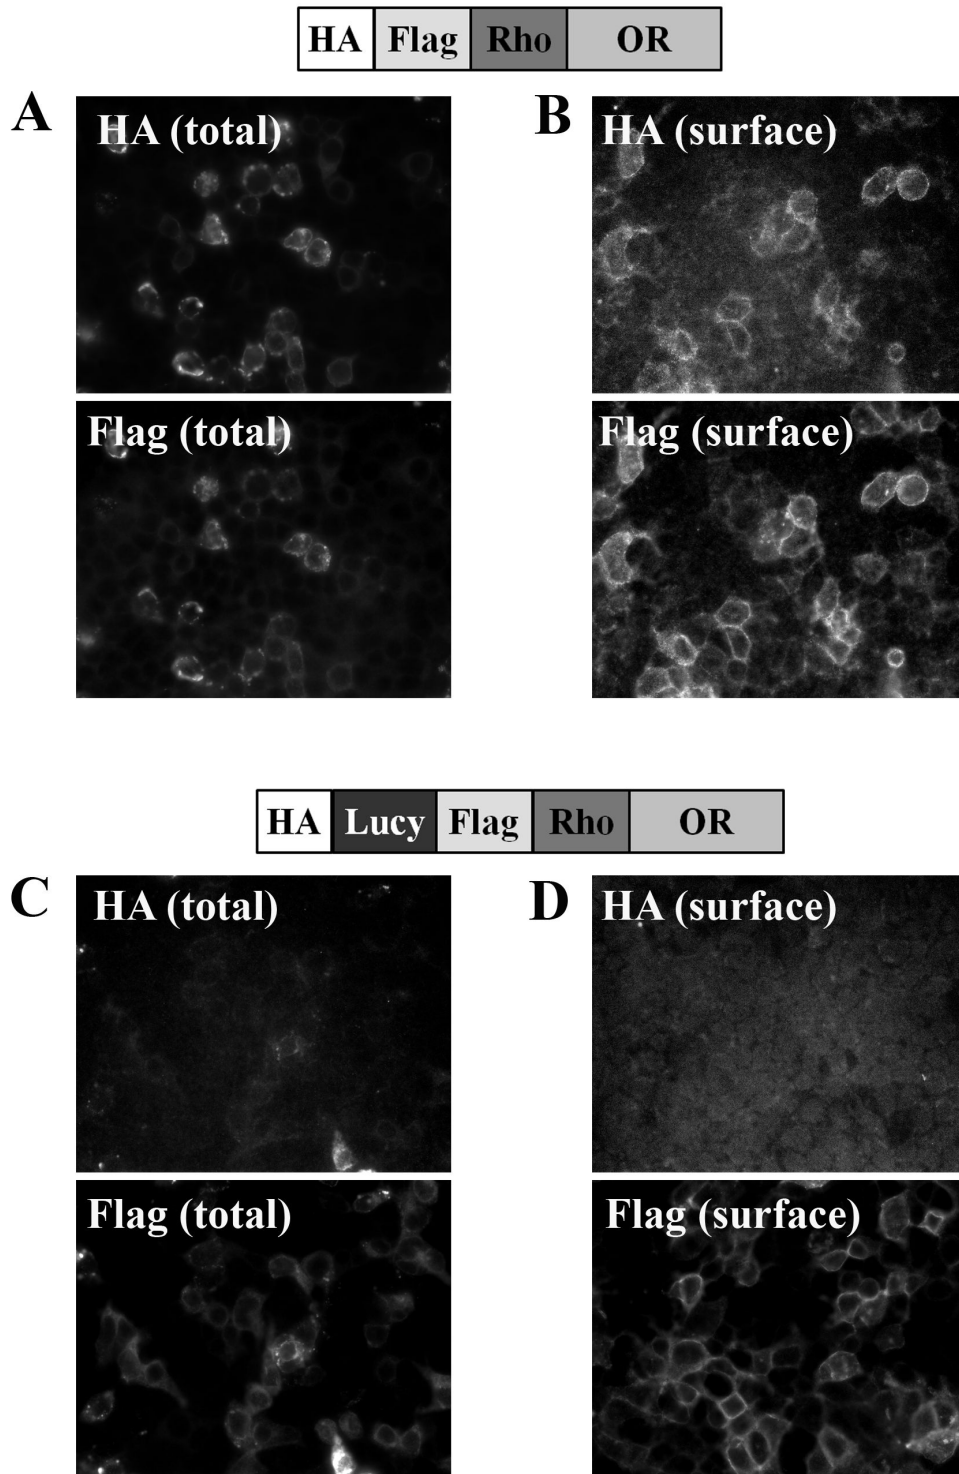 HA Flag Rho OR
A
HA (total)
B
HA (surface)
Flag (total)
Flag (surface)
HA Lucy Flag Rho OR
C
HA (total)
D
HA (surface)
Flag (total)
Flag (surface)